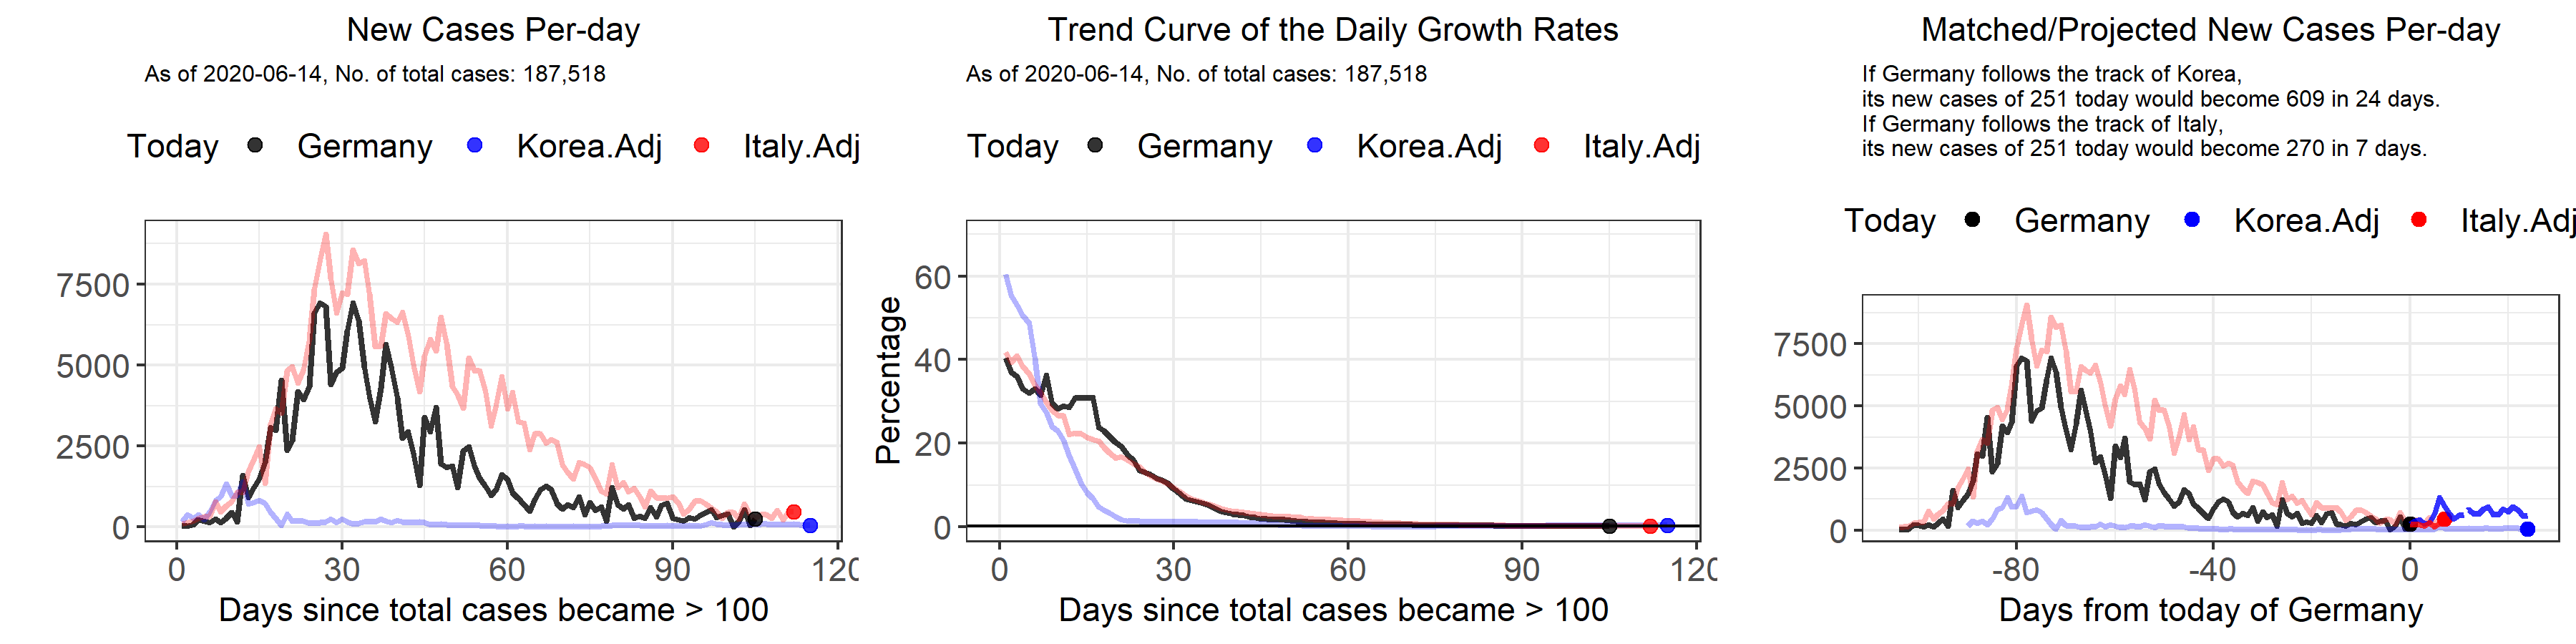 New Cases Per-day
As of 2020-06-14, No. of total cases: 187,518
Today Germany Korea.Adj Italy.Adj
7500
5000
2500
0
0 30 60 90 120
Days since total cases became > 100
Trend Curve of the Daily Growth Rates
As of 2020-06-14, No. of total cases: 187,518
Today Germany Korea.Adj Italy.Adj
Percentage
60
40
20
0
0 30 60 90 120
Days since total cases became > 100
Matched/Projected New Cases Per-day
If Germany follows the track of Korea,
its new cases of 251 today would become 609 in 24 days.
If Germany follows the track of Italy,
its new cases of 251 today would become 270 in 7 days.
Today Germany Korea.Adj Italy.Adj
7500
5000
2500
0
-80 -40 0
Days from today of Germany